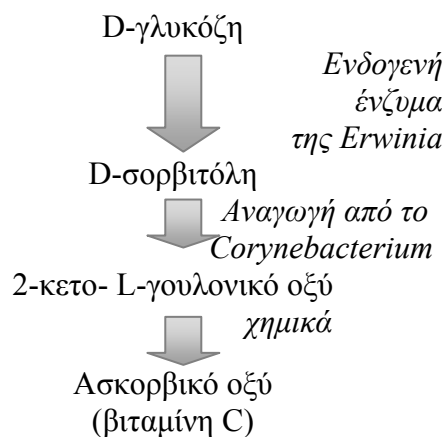 D-γλυκόζη
Ενδογενή
ένζυμα
της Erwinia
D-σορβιτόλη
Αναγωγή από το
Corynebacterium
2-κετο- L-γουλονικό οξύ
χημικά
Ασκορβικό οξύ
(βιταμίνη C)